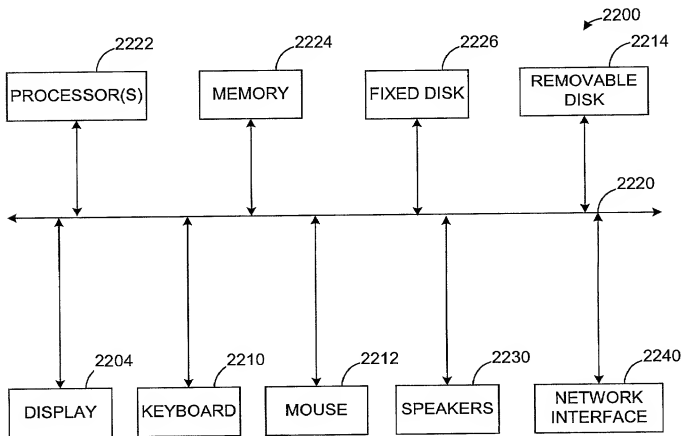 2200
2222
2224
2226
2214
PROCESSOR(S)
MEMORY
FIXED DISK
REMOVABLE
DISK
2220
2204
2210
2212
2230
2240
DISPLAY
KEYBOARD
MOUSE
SPEAKERS
NETWORK
INTERFACE